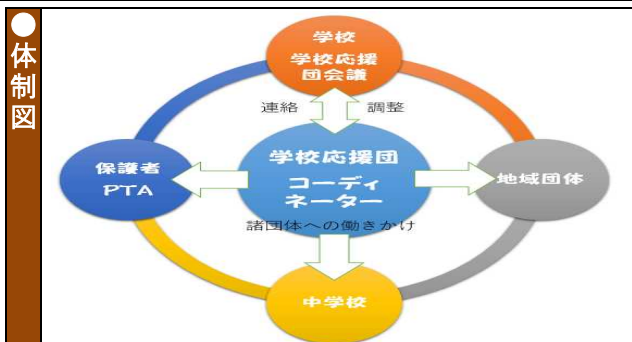 ●体制図
学校
学校応援
団会議
連絡
調整
保護者
PTA
学校応援団
コーディ
ネーター
地域団体
諸団体への働きかけ
中学校